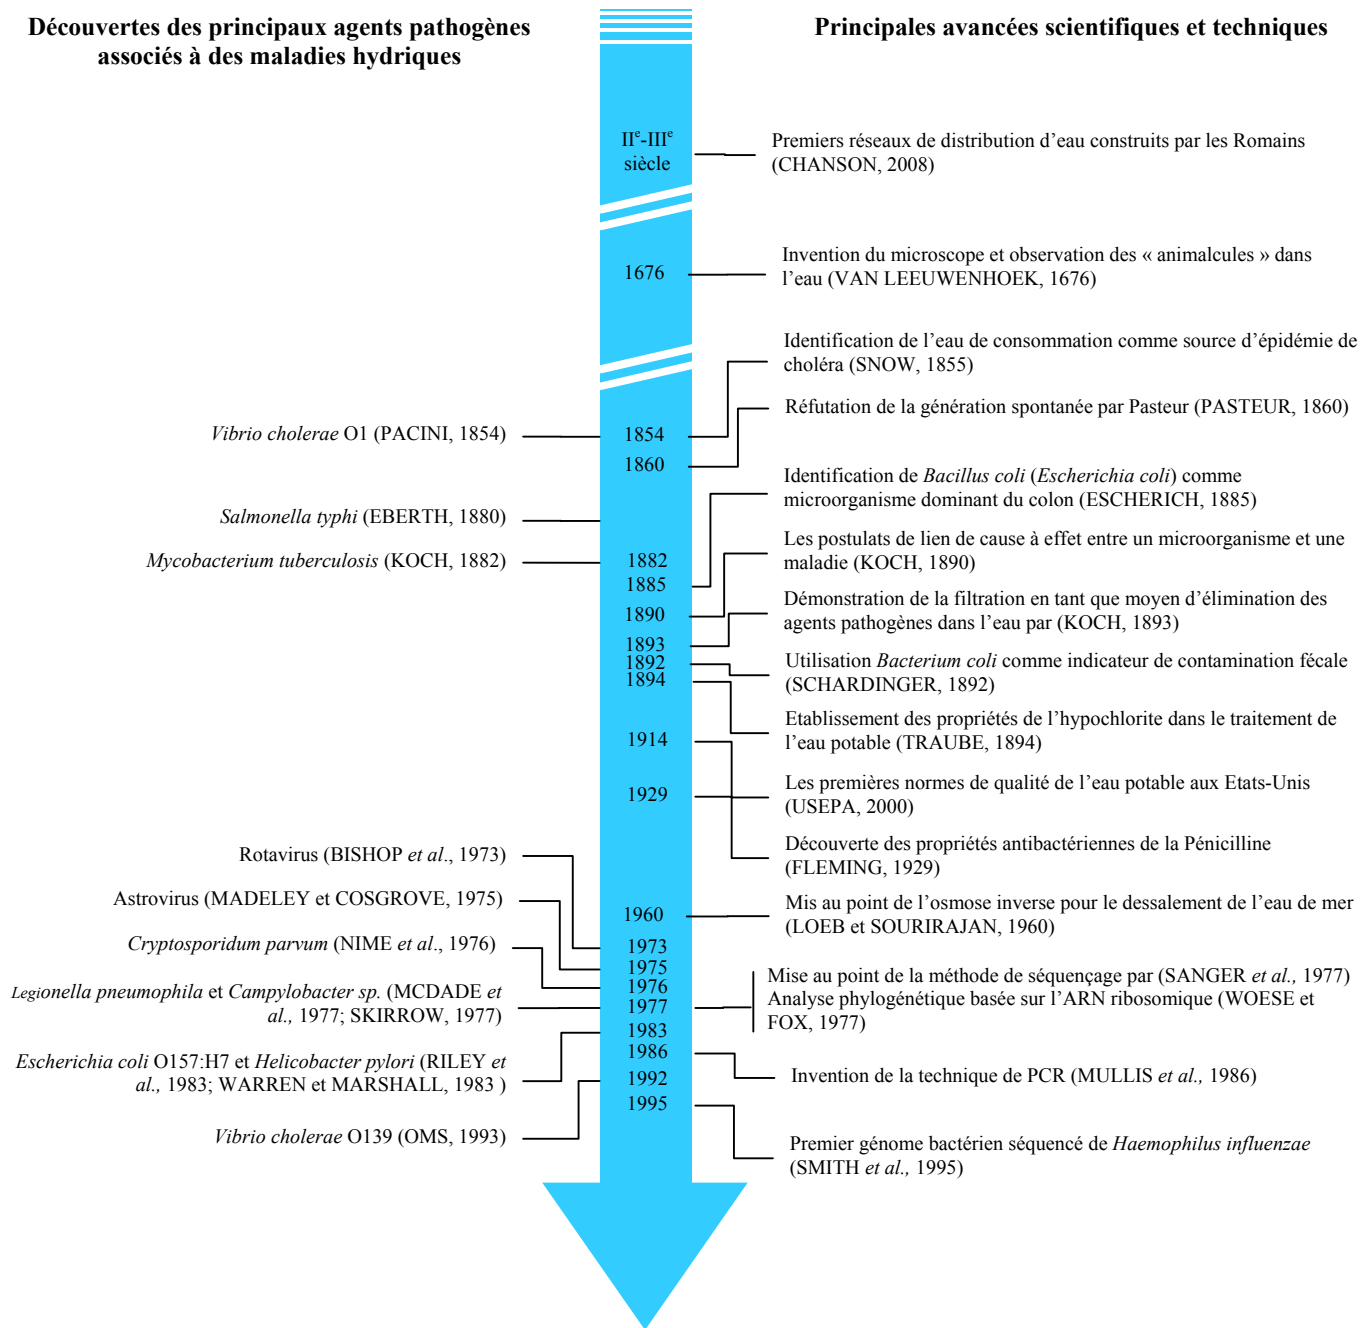 Découvertes des principaux agents pathogènes
associés à des maladies hydriques
Principales avancées scientifiques et techniques
IIe-IIIe
siècle
Premiers réseaux de distribution d’eau construits par les Romains
(CHANSON, 2008)
1676
Invention du microscope et observation des « animalcules » dans
l’eau (VAN LEEUWENHOEK, 1676)
Identification de l’eau de consommation comme source d’épidémie de
choléra (SNOW, 1855)
Réfutation de la génération spontanée par Pasteur (PASTEUR, 1860)
Vibrio cholerae O1 (PACINI, 1854)
1854
1860
Identification de Bacillus coli (Escherichia coli) comme
microorganisme dominant du colon (ESCHERICH, 1885)
Salmonella typhi (EBERTH, 1880)
Mycobacterium tuberculosis (KOCH, 1882)
1882
1885
Les postulats de lien de cause à effet entre un microorganisme et une
maladie (KOCH, 1890)
1890
Démonstration de la filtration en tant que moyen d’élimination des
agents pathogènes dans l’eau par (KOCH, 1893)
1893
1892
1894
Utilisation Bacterium coli comme indicateur de contamination fécale
(SCHARDINGER, 1892)
Etablissement des propriétés de l’hypochlorite dans le traitement de
l’eau potable (TRAUBE, 1894)
1914
1929
Les premières normes de qualité de l’eau potable aux Etats-Unis
(USEPA, 2000)
Découverte des propriétés antibactériennes de la Pénicilline
(FLEMING, 1929)
Rotavirus (BISHOP et al., 1973)
Astrovirus (MADELEY et COSGROVE, 1975)
1960
Mis au point de l’osmose inverse pour le dessalement de l’eau de mer
(LOEB et SOURIRAJAN, 1960)
Cryptosporidum parvum (NIME et al., 1976)
1973
1975
1976
1977
Legionella pneumophila et Campylobacter sp. (MCDADE et
al., 1977; SKIRROW, 1977)
Mise au point de la méthode de séquençage par (SANGER et al., 1977)
Analyse phylogénétique basée sur l’ARN ribosomique (WOESE et
FOX, 1977)
1983
1986
1992
1995
Escherichia coli O157:H7 et Helicobacter pylori (RILEY et
al., 1983; WARREN et MARSHALL, 1983 )
Invention de la technique de PCR (MULLIS et al., 1986)
Vibrio cholerae O139 (OMS, 1993)
Premier génome bactérien séquencé de Haemophilus influenzae
(SMITH et al., 1995)